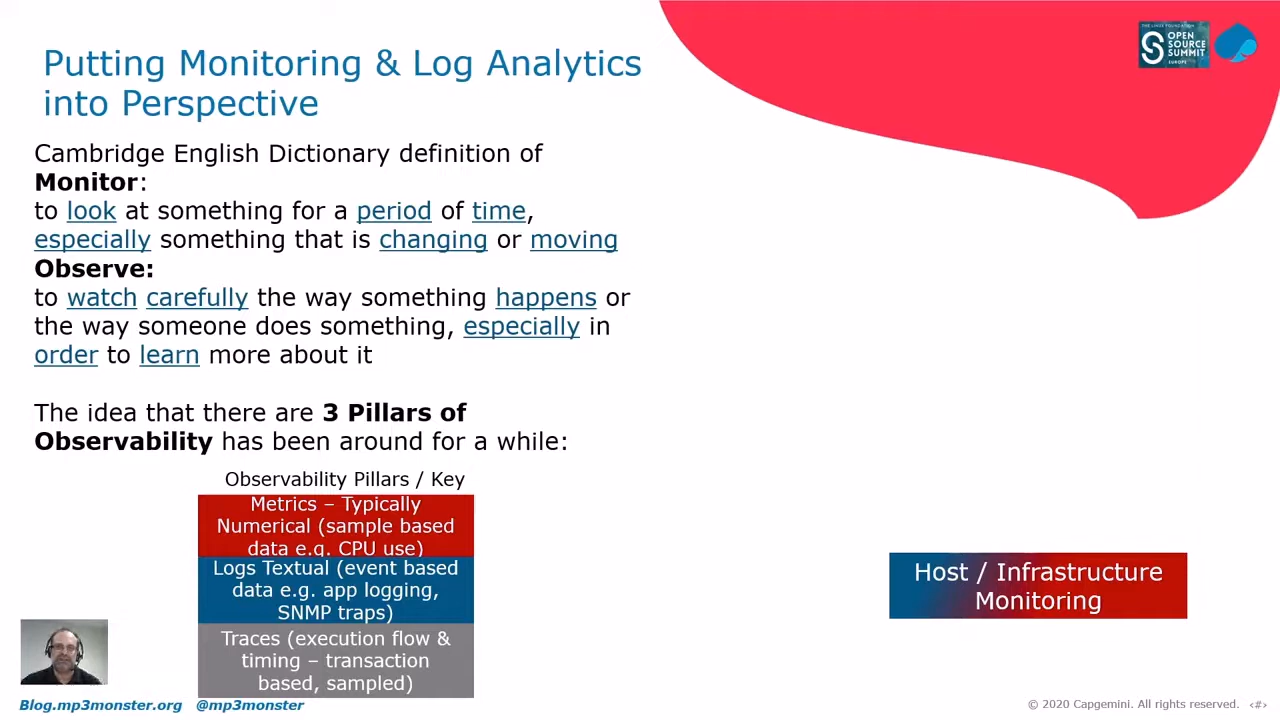 Putting Monitoring & Log Analytics
into Perspective
THE LINUX FOUNDATION
OPEN
SOURCE
SUMMIT
EUROPE
Cambridge English Dictionary definition of
Monitor:
to look at something for a period of time,
especially something that is changing or moving
Observe:
to watch carefully the way something happens or
the way someone does something, especially in
order to learn more about it
The idea that there are 3 Pillars of
Observability has been around for a while:
Observability Pillars / Key
Metrics – Typically
Numerical (sample based
data e.g. CPU use)
Logs Textual (event based
data e.g. app logging,
SNMP traps)
Traces (execution flow &
timing – transaction
based, sampled)
Host / Infrastructure
Monitoring
Blog.mp3monster.org @mp3monster
© 2020 Capgemini. All rights reserved. ‹#›